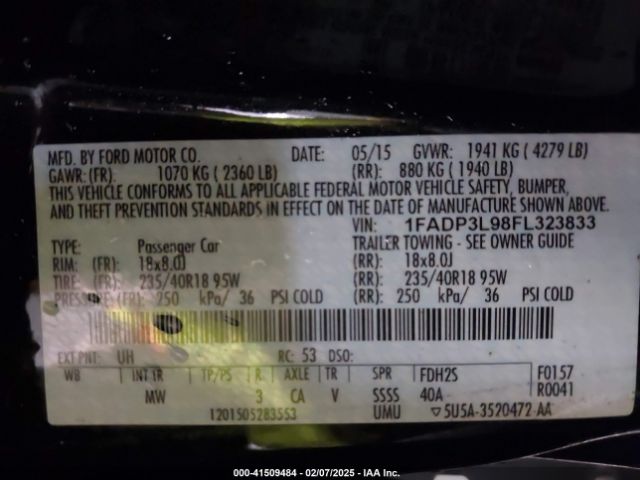 MFD. BY FORD MOTOR CO. DATE: 05/15 GVWR: 1941 KG ( 4279 LB)
GAWR:(FR): 1070 KG ( 2360 LB) (RR): 880 KG ( 1940 LB)
THIS VEHICLE CONFORMS TO ALL APPLICABLE FEDERAL MOTOR VEHICLE SAFETY, BUMPER,
AND THEFT PREVENTION STANDARDS IN EFFECT ON THE DATE OF MANUFACTURE SHOWN ABOVE.
VIN: 1FADP3L98FL323833
TYPE: Passenger Car TRAILER TOWING - SEE OWNER GUIDE
RIM: (FR): 18x8.0J (RR): 18x8.0J
TIRE: (FR): 235/40R18 95W (RR): 235/40R18 95W
PRESSURE: (FR): 250 kPa/ 36 PSI COLD (RR): 250 kPa/ 36 PSI COLD
EXT PNT: UH RC: 53 DSO:
WB INT TR TP/PS R AXLE TR SPR FDH2S F0157
MW 3 CA V SSSS 40A R0041
1201505283553 UMU ▽5U5A-3520472-AA
000-41509484 - 02/07/2025 - IAA Inc.